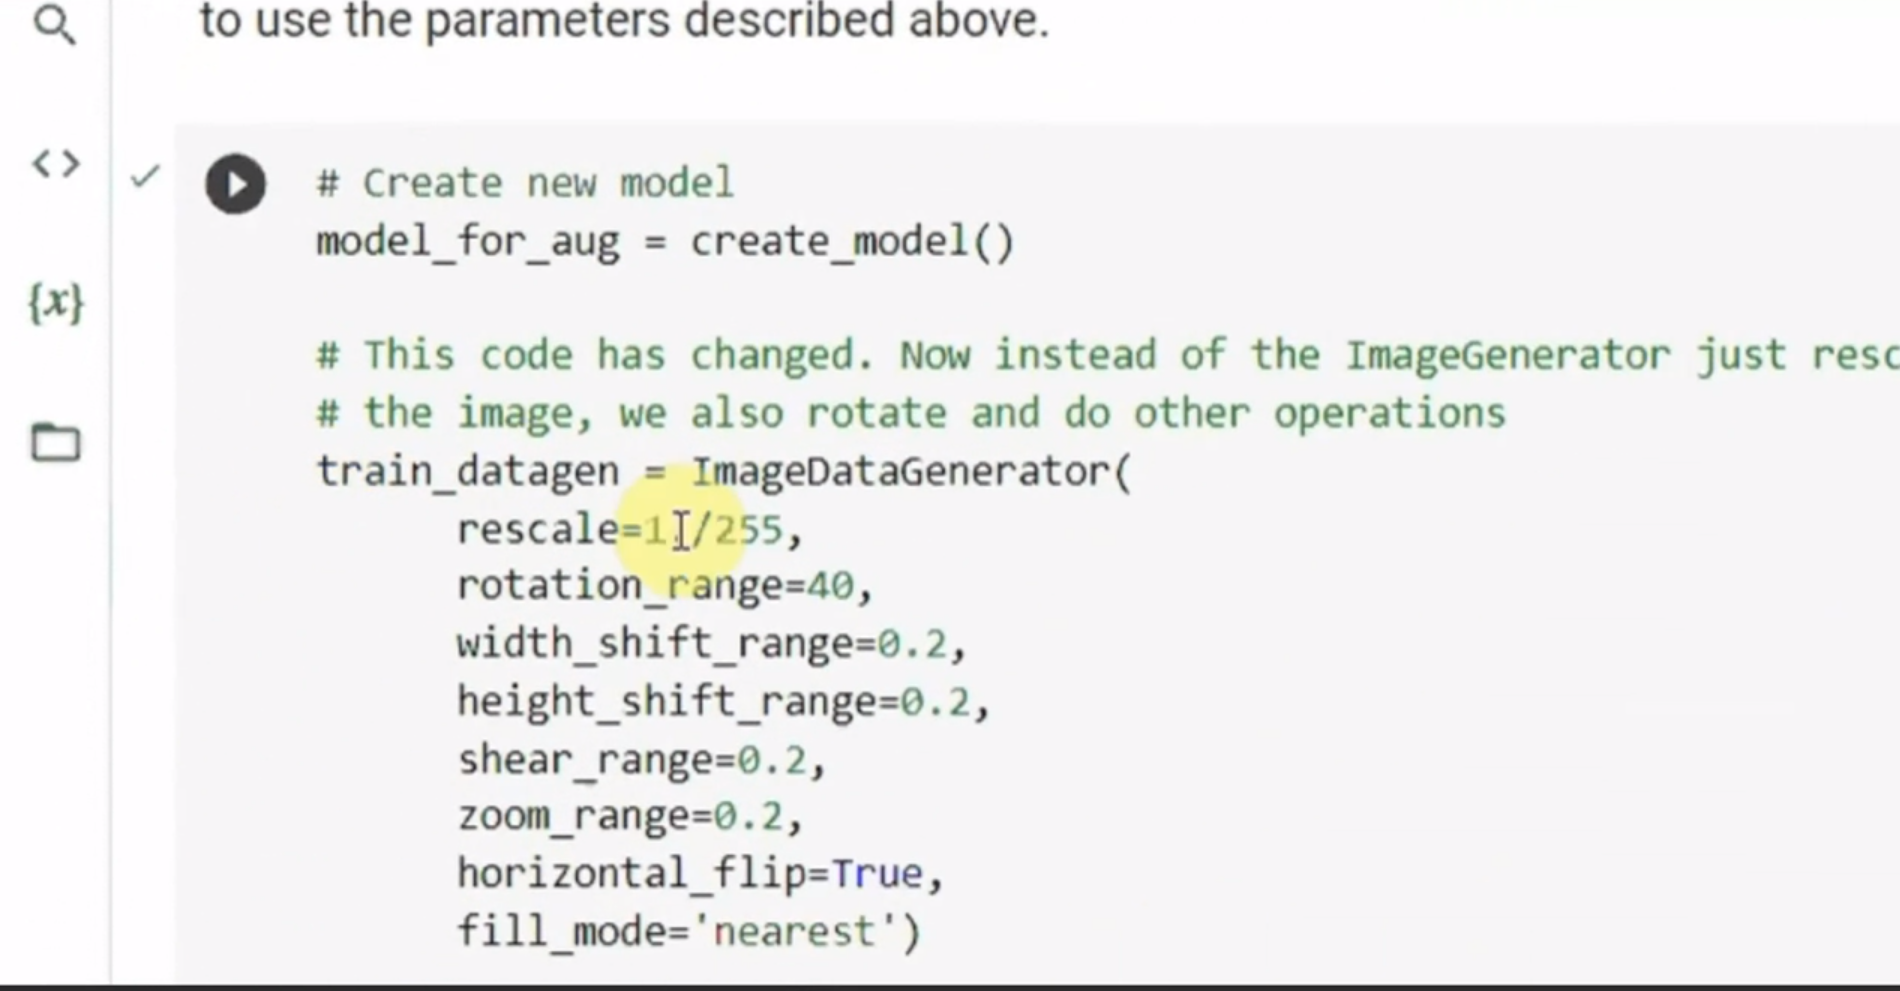 to use the parameters described above.
# Create new model
model_for_aug = create_model()
# This code has changed. Now instead of the ImageGenerator just resc
# the image, we also rotate and do other operations
train_datagen = ImageDataGenerator(
rescale=1./255,
rotation_range=40,
width_shift_range=0.2,
height_shift_range=0.2,
shear_range=0.2,
zoom_range=0.2,
horizontal_flip=True,
fill_mode='nearest')
{x}